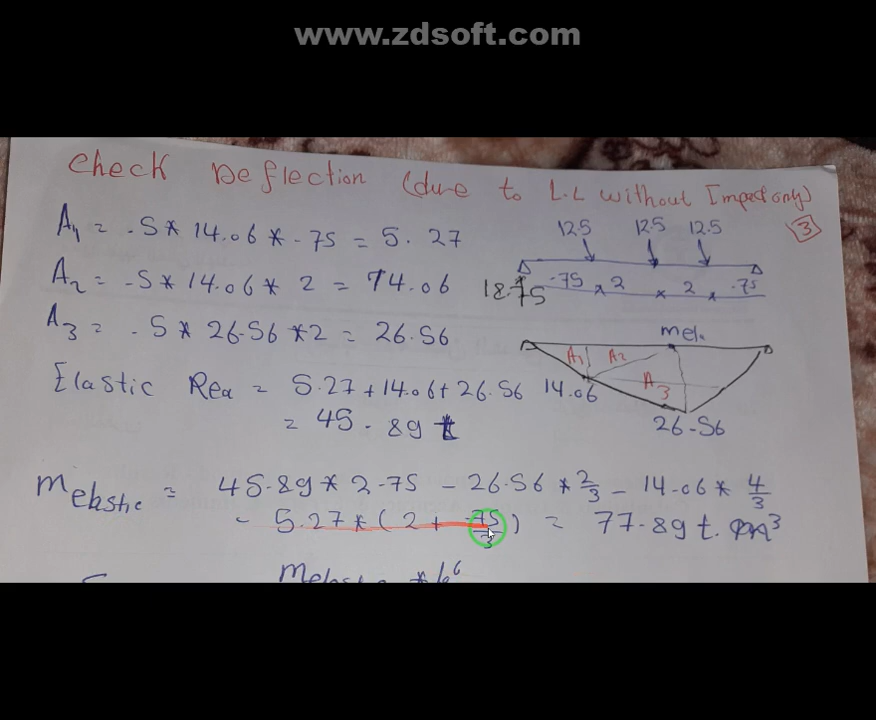 www.zdsoft.com
Check Deflection (due to L.L without Impact only)
3
A1 = .5* 14.06 * .75 = 5.27
A2 = .5* 14.06* 2 = 14.06
A3 = .5* 26.56 *2 = 26.56
12.5 12.5 12.5
18.75 .75 2 2 .75
mel.
A1 A2 A3
14.06
26.56
Elastic Rea = 5.27+14.06+26.56
= 45.89 t
Melastic = 45.89*2.75 - 26.56 * 2/3 - 14.06 * 4/3
- 5.27*(2+ .75/3) = 77.89 t. m3